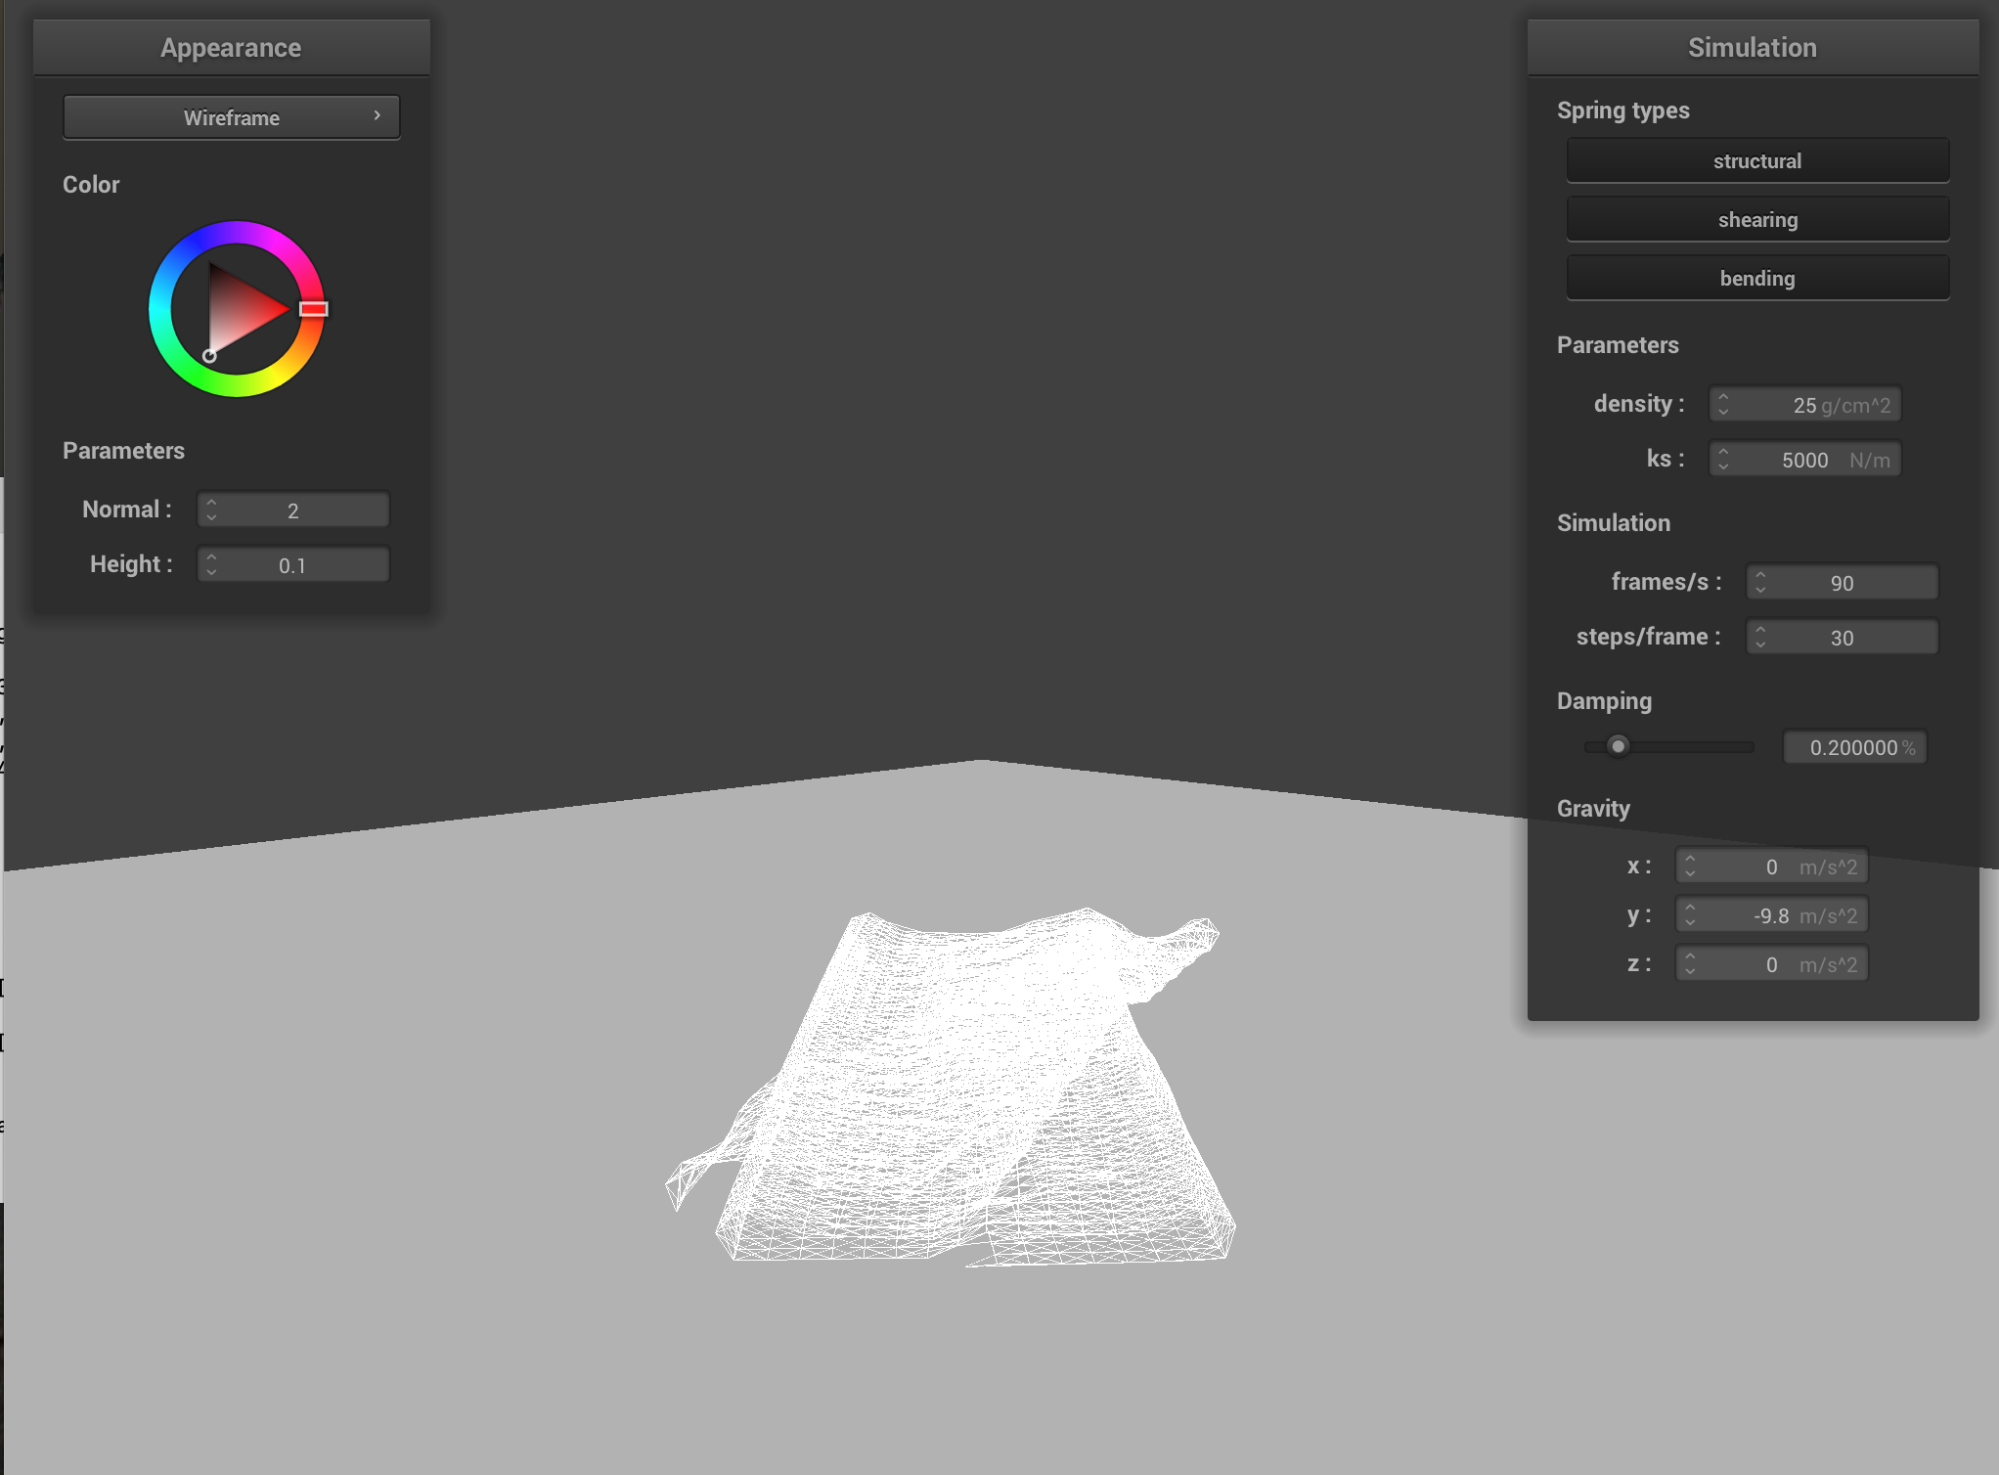 Appearance
Wireframe
Color
Parameters
Normal : 2
Height : 0.1
Simulation
Spring types
structural
shearing
bending
Parameters
density : 25 g/cm^2
ks : 5000 N/m
Simulation
frames/s : 90
steps/frame : 30
Damping
0.200000 %
Gravity
x : 0 m/s^2
y : -9.8 m/s^2
z : 0 m/s^2